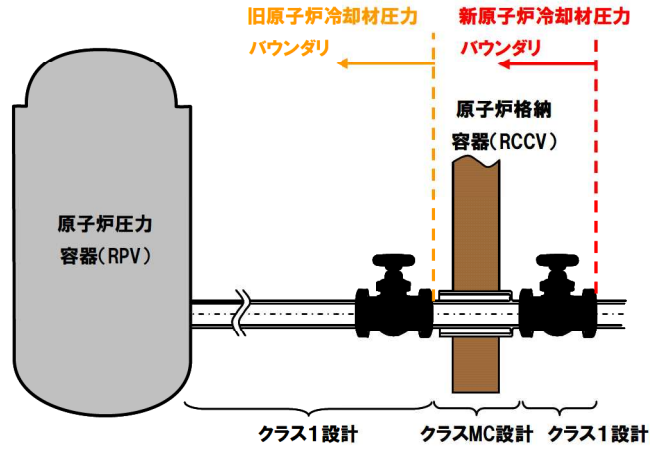 旧原子炉冷却材圧力
バウンダリ
新原子炉冷却材圧力
バウンダリ
原子炉格納
容器(RCCV)
原子炉圧力
容器(RPV)
クラス1設計
クラスMC設計
クラス1設計